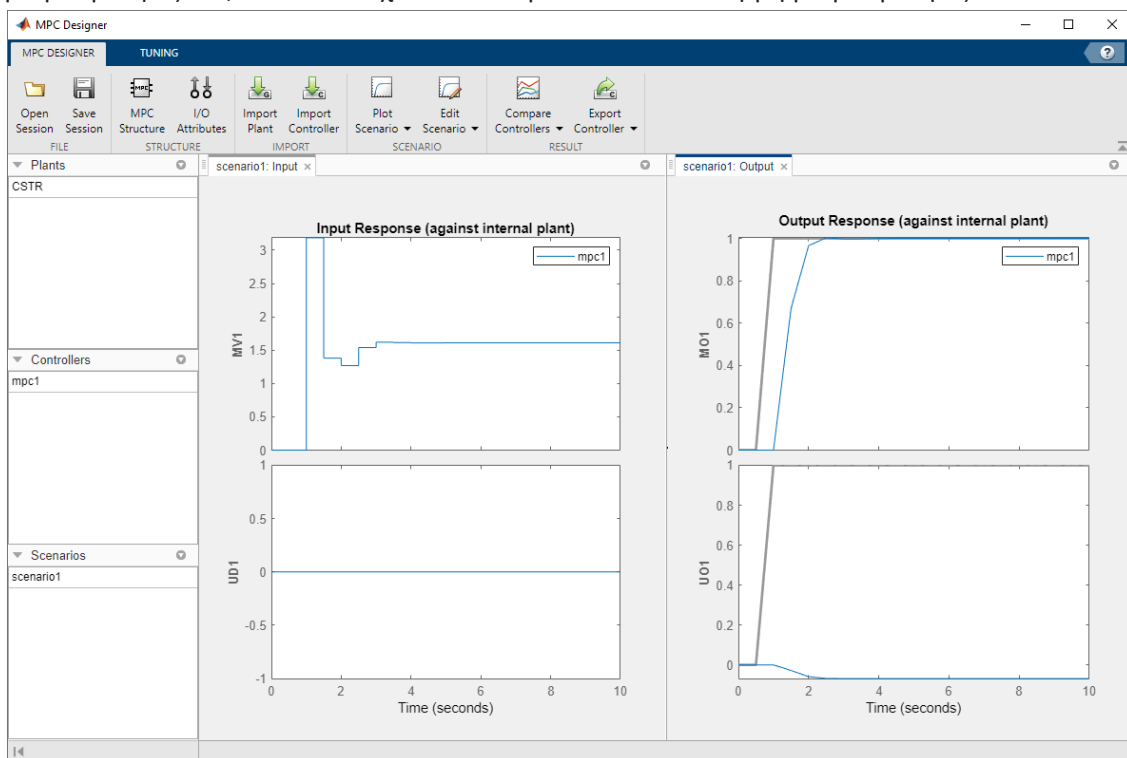 MPC Designer
MPC DESIGNER TUNING
Open Session
Save Session
MPC Structure
I/O Attributes
Import Plant
Import Controller
Plot Scenario
Edit Scenario
Compare Controllers
Export Controller
FILE STRUCTURE IMPORT SCENARIO RESULT
Plants
CSTR
Controllers
mpc1
Scenarios
scenario1
scenario1: Input
Input Response (against internal plant)
mpc1
MV1
3
2.5
2
1.5
1
0.5
0
UD1
1
0.5
0
-0.5
-1
0 2 4 6 8 10
Time (seconds)
scenario1: Output
Output Response (against internal plant)
mpc1
MO1
1
0.8
0.6
0.4
0.2
0
UO1
1
0.8
0.6
0.4
0.2
0
0 2 4 6 8 10
Time (seconds)